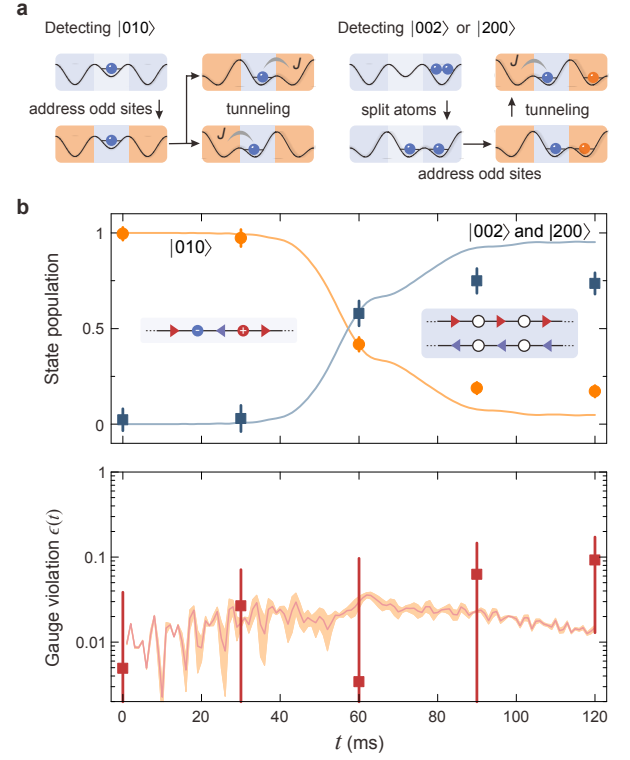 a
Detecting |010⟩
Detecting |002⟩ or |200⟩
J
J
address odd sites
tunneling
split atoms
tunneling
J
address odd sites
b
1
0.5
0
State population
|010⟩
|002⟩ and |200⟩
- +
1
0.1
0.01
Gauge violation ϵ(t)
0 20 40 60 80 100 120
t (ms)